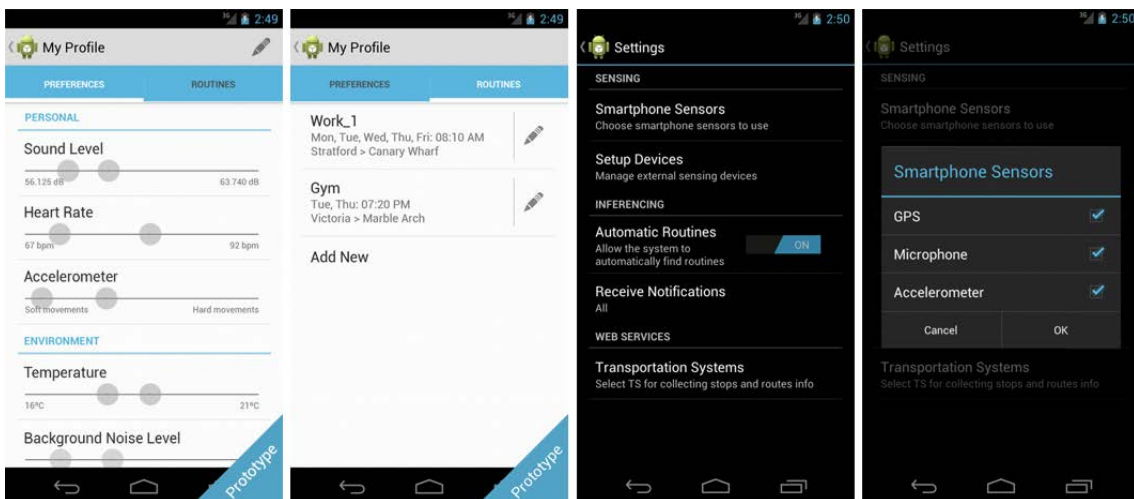 3G 2:49
My Profile
PREFERENCES ROUTINES
PERSONAL
Sound Level
56.125 dB 63.740 dB
Heart Rate
67 bpm 92 bpm
Accelerometer
Soft movements Hard movements
ENVIRONMENT
Temperature
16ºC 21ºC
Background Noise Level
Prototype
3G 2:49
My Profile
PREFERENCES ROUTINES
Work_1
Mon, Tue, Wed, Thu, Fri: 08:10 AM
Stratford > Canary Wharf
Gym
Tue, Thu: 07:20 PM
Victoria > Marble Arch
Add New
Prototype
3G 2:50
Settings
SENSING
Smartphone Sensors
Choose smartphone sensors to use
Setup Devices
Manage external sensing devices
INFERENCING
Automatic Routines
Allow the system to
automatically find routines
ON
Receive Notifications
All
WEB SERVICES
Transportation Systems
Select TS for collecting stops and routes info
3G 2:50
Settings
SENSING
Smartphone Sensors
Choose smartphone sensors to use
Smartphone Sensors
GPS
Microphone
Accelerometer
Cancel OK
Transportation Systems
Select TS for collecting stops and routes info